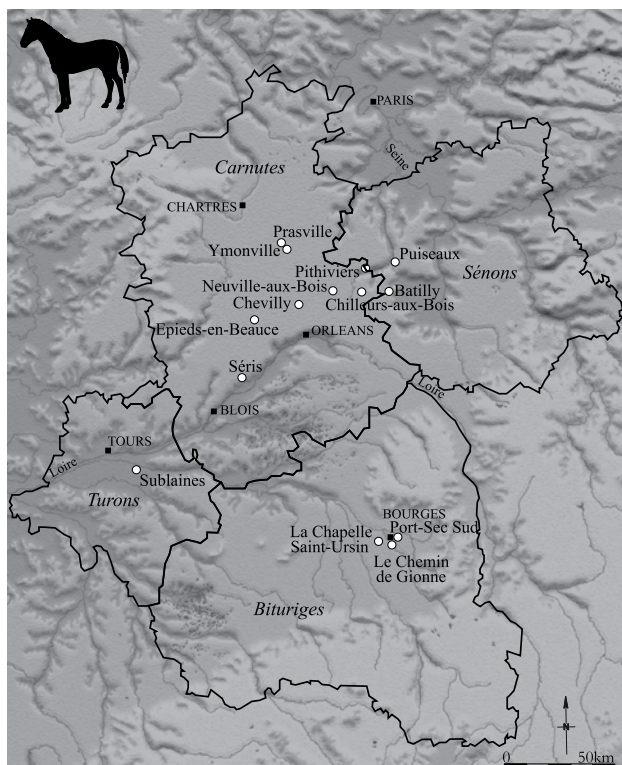 PARIS
Seine
Carnutes
CHARTRES
Prasville
Ymonville
Puiseaux
Pithiviers
Sénons
Neuville-aux-Bois
Batilly
Chevilly
Chilleurs-aux-Bois
Epieds-en-Beauce
ORLEANS
Séris
Loire
BLOIS
TOURS
Loire
Sublaines
Turons
BOURGES
Port-Sec Sud
La Chapelle
Saint-Ursin
Le Chemin
de Gionne
Bituriges
N
0 50km